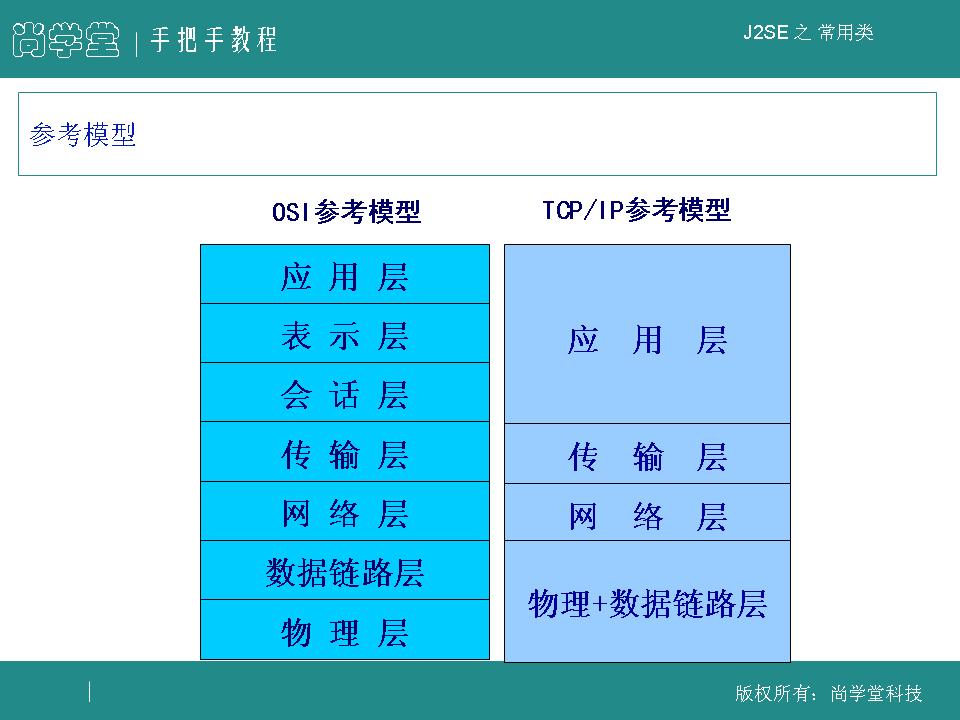 尚学堂 | 手把手教程
J2SE 之 常用类
参考模型
OSI参考模型
TCP/IP参考模型
应 用 层
表 示 层
会 话 层
传 输 层
网 络 层
数据链路层
物 理 层
应 用 层
传 输 层
网 络 层
物理+数据链路层
版权所有：尚学堂科技